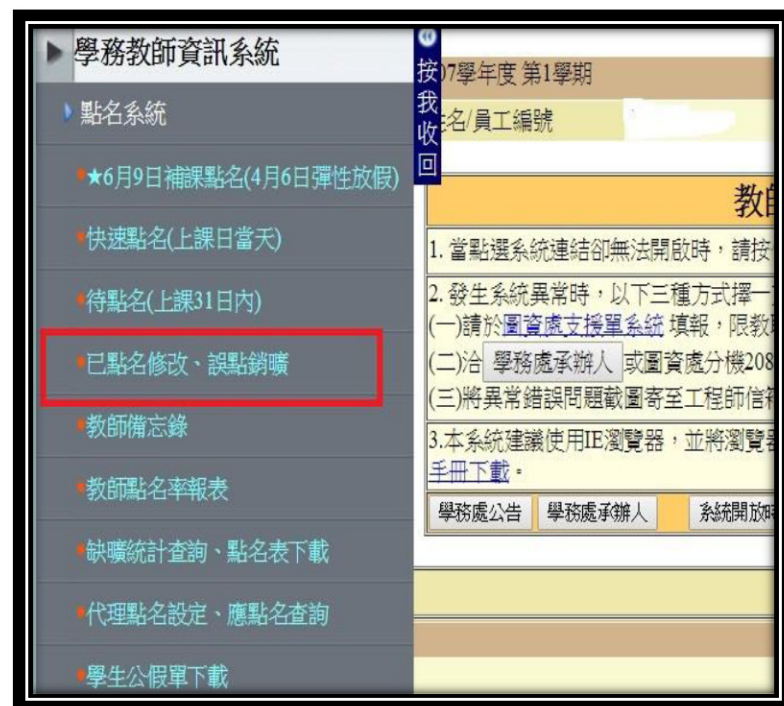 學務教師資訊系統
點名系統
★6月9日補課點名(4月6日彈性放假)
快速點名(上課日當天)
待點名(上課31日內)
已點名修改、誤點銷曠
教師備忘錄
教師點名率報表
缺曠統計查詢、點名表下載
代理點名設定、應點名查詢
學生公假單下載
按我收回
07學年度 第1學期
名/員工編號
教
1. 當點選系統連結卻無法開啟時，請按
2. 發生系統異常時，以下三種方式擇一
(一)請於圖資處支援單系統 填報，限教
(二)洽 學務處承辦人 或圖資處分機208
(三)將異常錯誤問題截圖寄至工程師信
3.本系統建議使用IE瀏覽器，並將瀏覽
手冊下載。
學務處公告 學務處承辦人 系統開放時